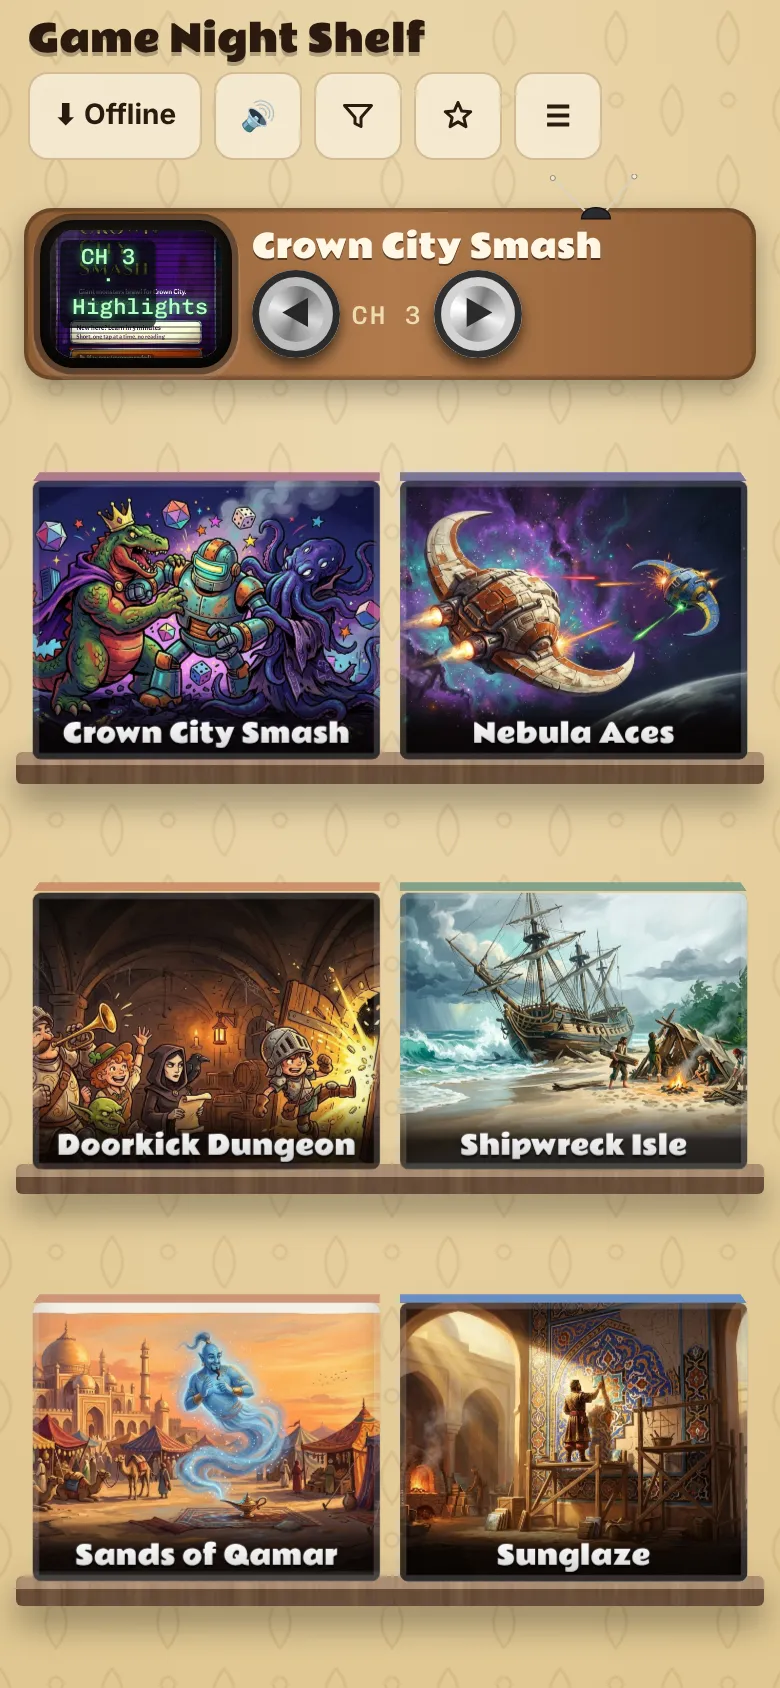 Game Night Shelf
⬇ Offline
CH 3
·
Highlights
Crown City Smash
CH 3
Crown City Smash
Nebula Aces
Doorkick Dungeon
Shipwreck Isle
Sands of Qamar
Sunglaze